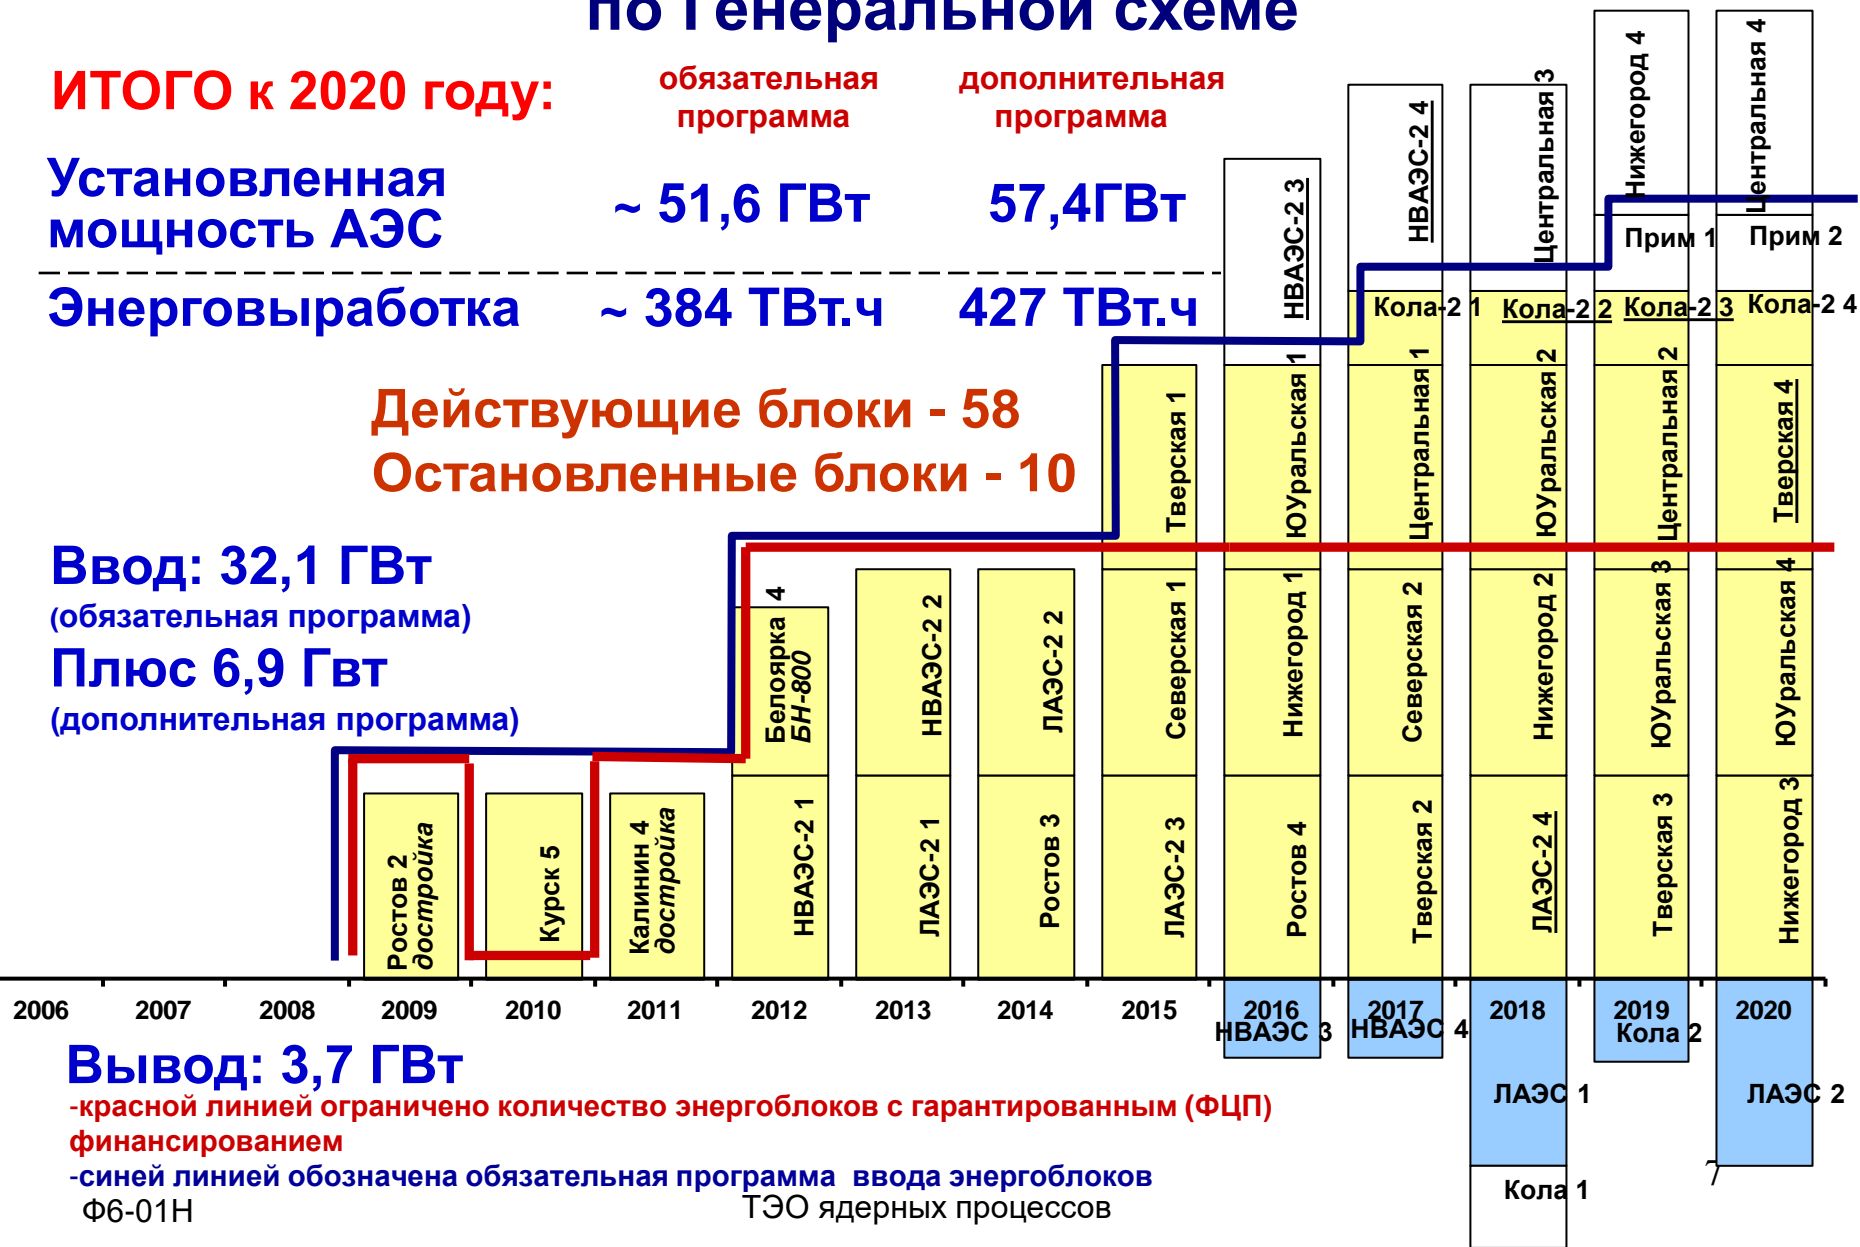 по Генеральной схеме
ИТОГО к 2020 году:
обязательная
программа
дополнительная
программа
Установленная
мощность АЭС
~ 51,6 ГВт
57,4ГВт
Энерговыработка
~ 384 ТВт.ч
427 ТВт.ч
Действующие блоки - 58
Остановленные блоки - 10
Ввод: 32,1 ГВт
(обязательная программа)
Плюс 6,9 Гвт
(дополнительная программа)
Ростов 2
достройка
Курск 5
Калинин 4
достройка
Белоярка 4
БН-800
НВАЭС-2 1
НВАЭС-2 2
ЛАЭС-2 1
ЛАЭС-2 2
Ростов 3
Тверская 1
Северская 1
ЛАЭС-2 3
НВАЭС-2 3
ЮУральская 1
Нижегород 1
Ростов 4
НВАЭС-2 4
Кола-2 1
Центральная 1
Северская 2
Тверская 2
Центральная 3
Кола-2 2
ЮУральская 2
Нижегород 2
ЛАЭС-2 4
Нижегород 4
Прим 1
Кола-2 3
Центральная 2
ЮУральская 3
Тверская 3
Центральная 4
Прим 2
Кола-2 4
Тверская 4
ЮУральская 4
Нижегород 3
2006
2007
2008
2009
2010
2011
2012
2013
2014
2015
2016
2017
2018
2019
2020
НВАЭС 3
НВАЭС 4
Кола 2
ЛАЭС 1
ЛАЭС 2
Кола 1
Вывод: 3,7 ГВт
-красной линией ограничено количество энергоблоков с гарантированным (ФЦП)
финансированием
-синей линией обозначена обязательная программа ввода энергоблоков
7
Ф6-01Н
ТЭО ядерных процессов